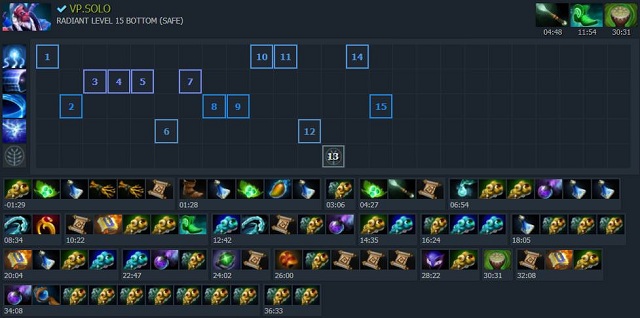 VP.SOLO
RADIANT LEVEL 15 BOTTOM (SAFE)
04:48 11:54 30:31
1 10 11 14
3 4 5 7
2 8 9 15
6 12
13
-01:29 01:28 03:06 04:27 06:54
08:34 10:22 12:42 14:35 16:24 18:05
20:04 22:47 24:02 26:00 28:22 30:31 32:08
34:08 36:33